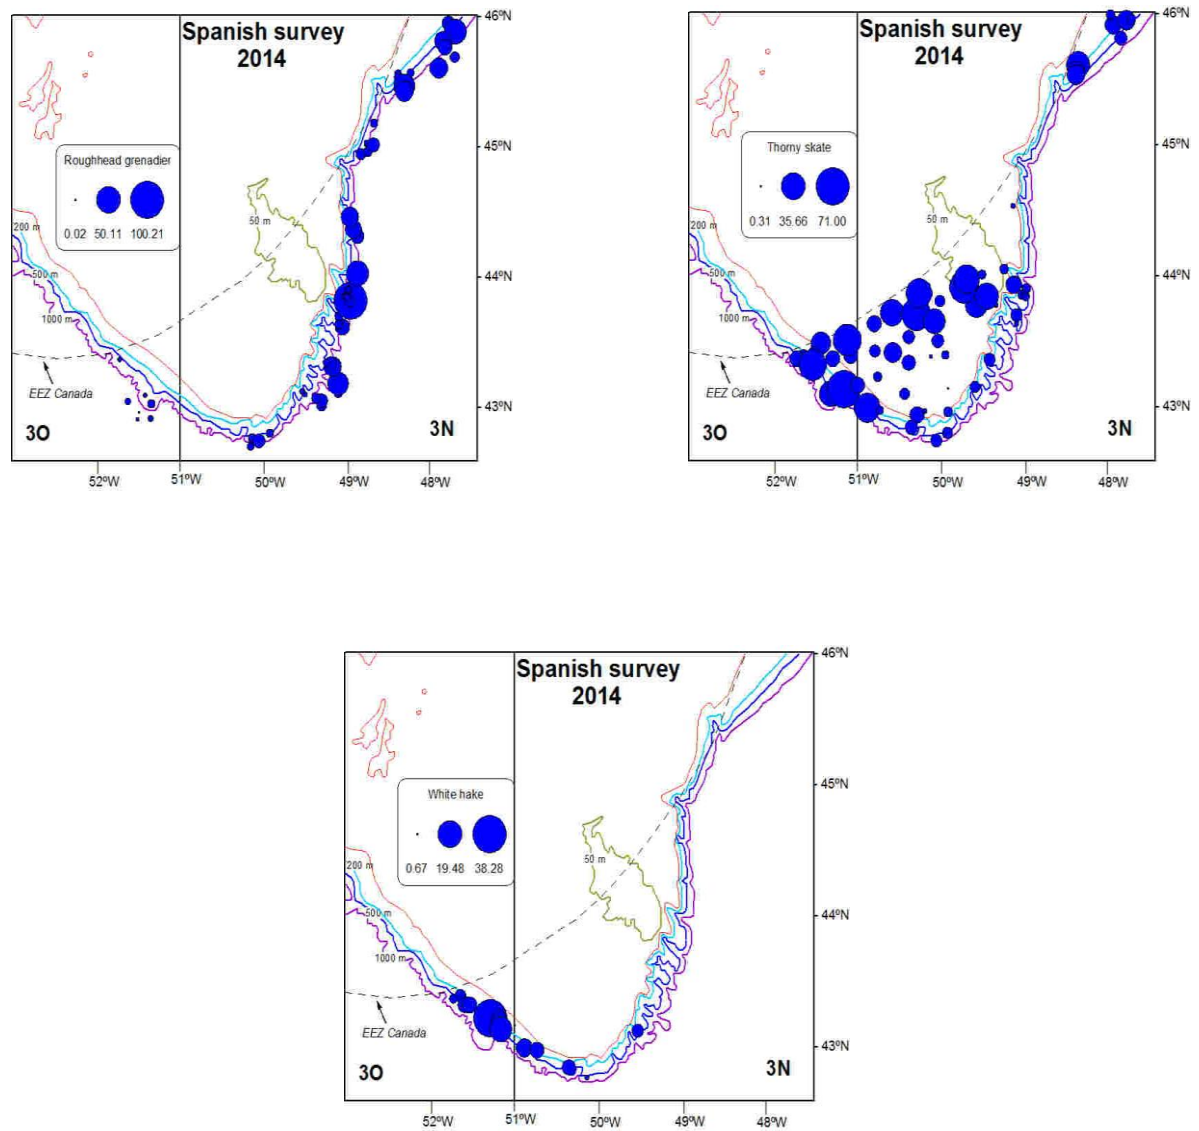 Spanish survey
2014
Roughhead grenadier
0.02 50.11 100.21
50 m
200 m
500 m
1000 m
EEZ Canada
3O
3N
46ºN
45ºN
44ºN
43ºN
52ºW 51ºW 50ºW 49ºW 48ºW
Spanish survey
2014
Thorny skate
0.31 35.66 71.00
50 m
200 m
500 m
1000 m
EEZ Canada
3O
3N
46ºN
45ºN
44ºN
43ºN
52ºW 51ºW 50ºW 49ºW 48ºW
Spanish survey
2014
White hake
0.67 19.48 38.28
50 m
200 m
500 m
1000 m
EEZ Canada
3O
3N
46ºN
45ºN
44ºN
43ºN
52ºW 51ºW 50ºW 49ºW 48ºW